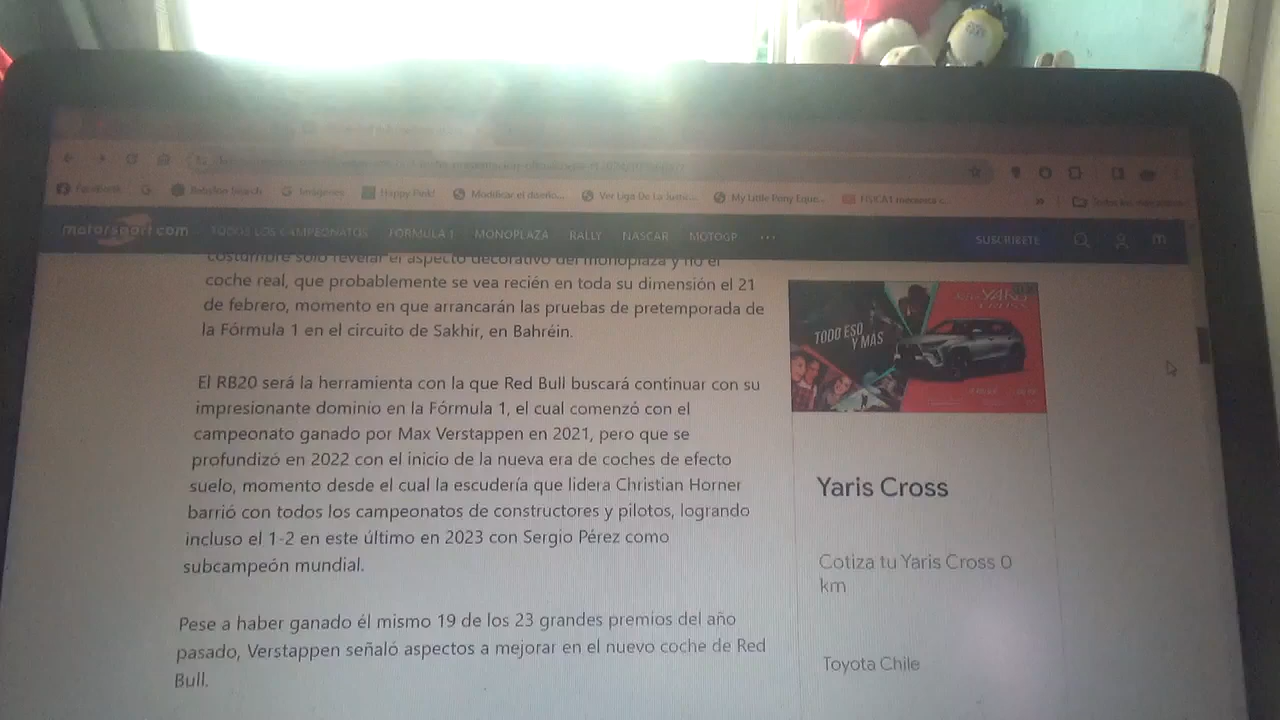 Facebook
Babylon Search
Imágenes
Happy Pink!
Modificar el diseño...
Ver Liga De La Justic...
My Little Pony Eque...
»
motorsport.com
TODOS LOS CAMPEONATOS
FÓRMULA 1
MONOPLAZA
RALLY
NASCAR
MOTOGP
...
SUSCRÍBETE
m
costumbre solo revelar el aspecto decorativo del monoplaza y no el
coche real, que probablemente se vea recién en toda su dimensión el 21
de febrero, momento en que arrancarán las pruebas de pretemporada de
la Fórmula 1 en el circuito de Sakhir, en Bahréin.
El RB20 será la herramienta con la que Red Bull buscará continuar con su
impresionante dominio en la Fórmula 1, el cual comenzó con el
campeonato ganado por Max Verstappen en 2021, pero que se
profundizó en 2022 con el inicio de la nueva era de coches de efecto
suelo, momento desde el cual la escudería que lidera Christian Horner
barrió con todos los campeonatos de constructores y pilotos, logrando
incluso el 1-2 en este último en 2023 con Sergio Pérez como
subcampeón mundial.
Pese a haber ganado él mismo 19 de los 23 grandes premios del año
pasado, Verstappen señaló aspectos a mejorar en el nuevo coche de Red
Bull.
YARIS
CROSS
TODO ESO
Y MÁS
Yaris Cross
Cotiza tu Yaris Cross 0
km
Toyota Chile